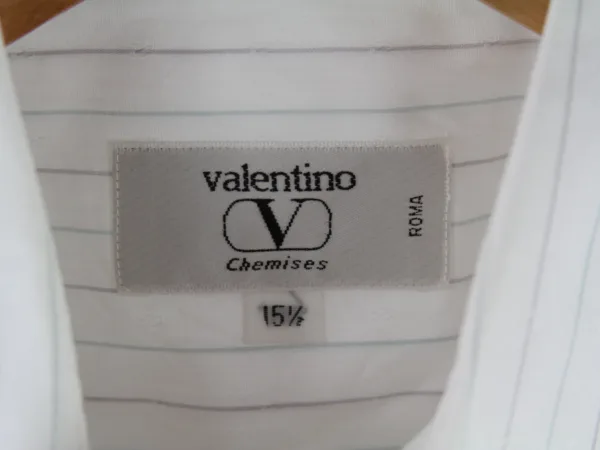 valentino
V
Chemises
ROMA
15½